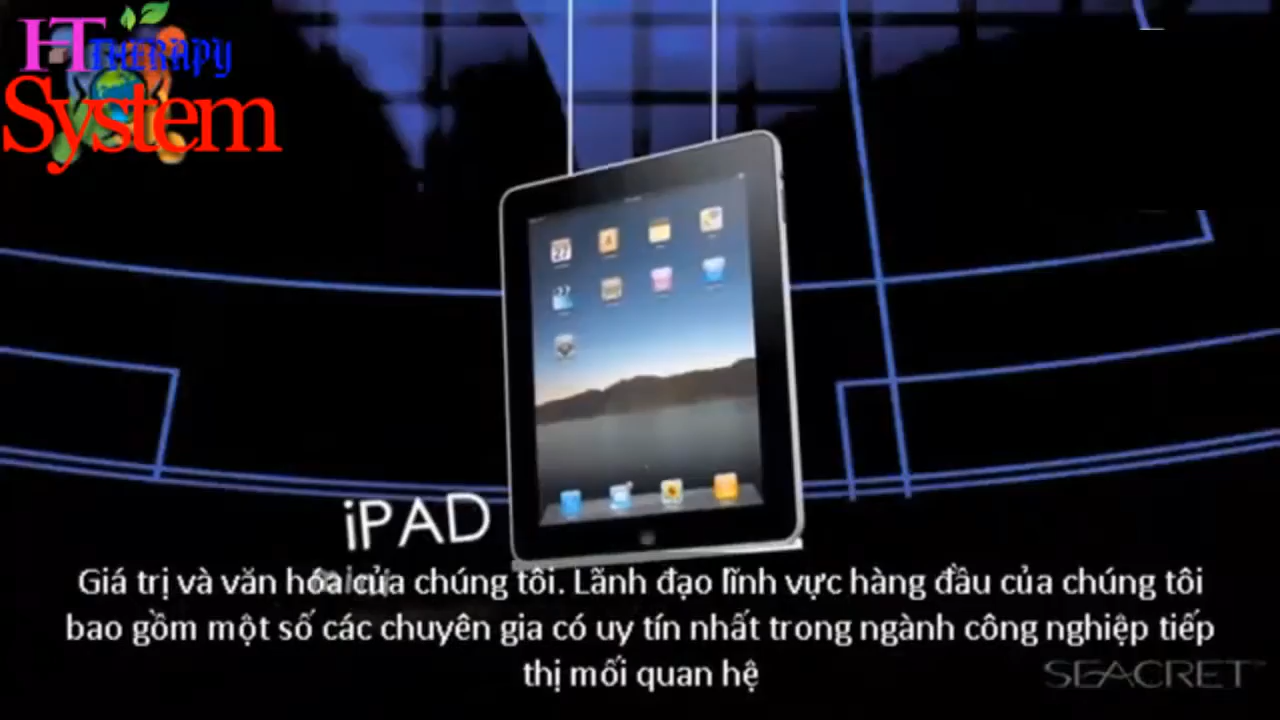 HT THERAPY
System
iPAD
Giá trị và văn hóa của chúng tôi. Lãnh đạo lĩnh vực hàng đầu của chúng tôi
bao gồm một số các chuyên gia có uy tín nhất trong ngành công nghiệp tiếp
thị mối quan hệ
SEACRET